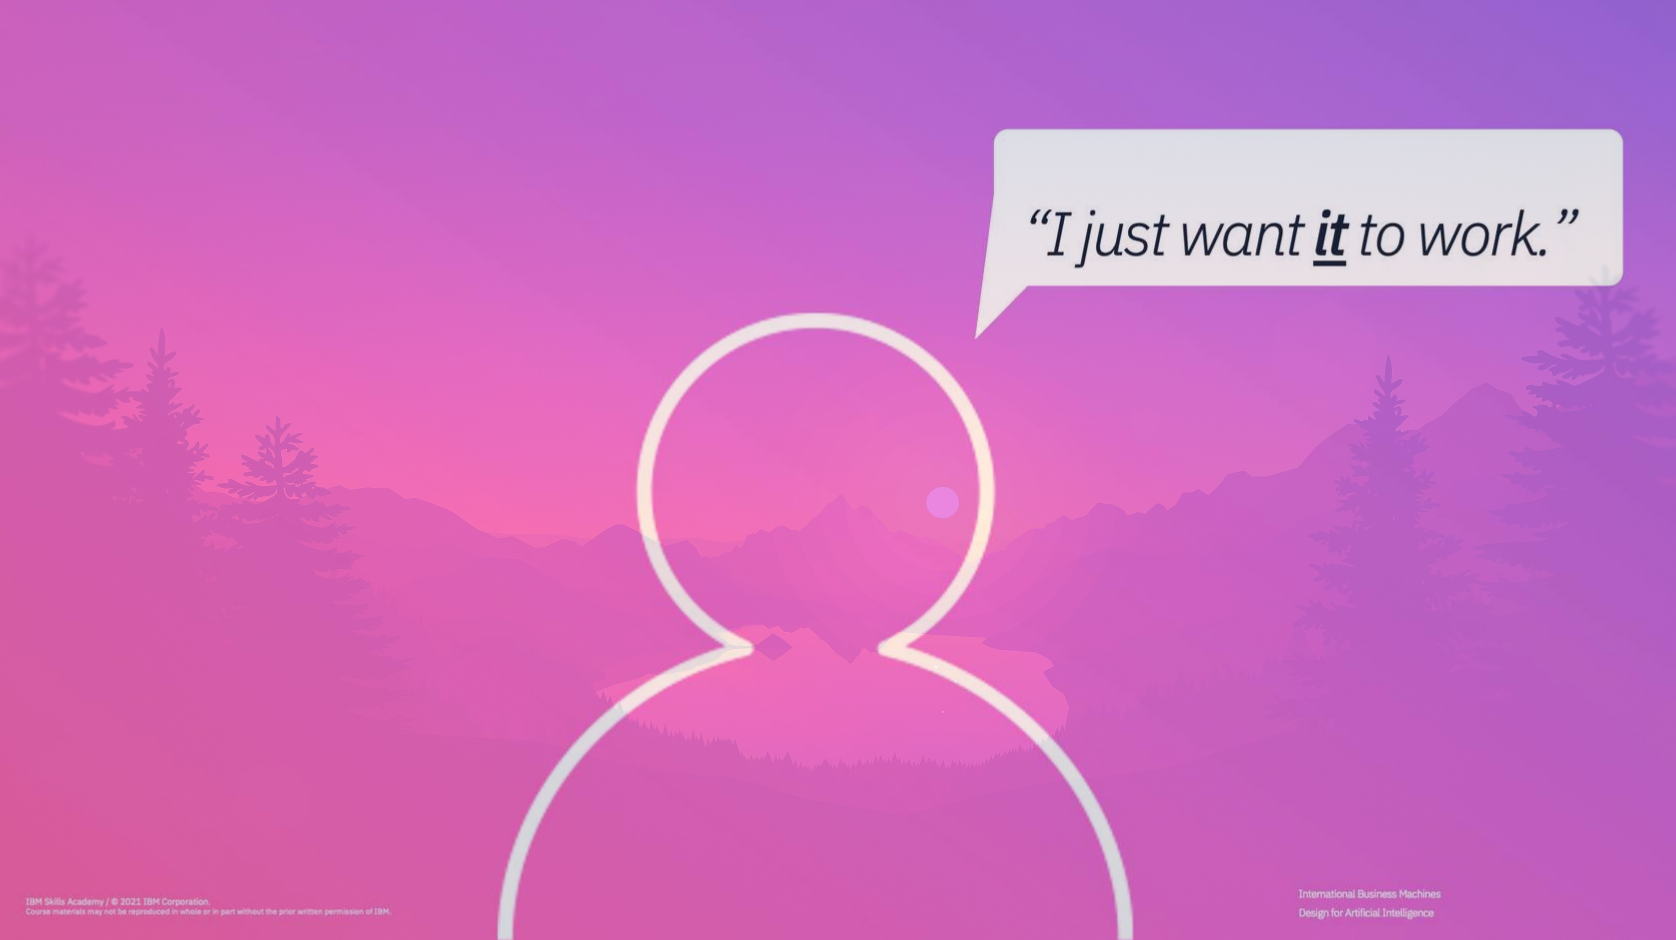 “I just want it to work.”
IBM Skills Academy / © 2021 IBM Corporation.
Course materials may not be reproduced in whole or in part without the prior written permission of IBM.
International Business Machines
Design for Artificial Intelligence